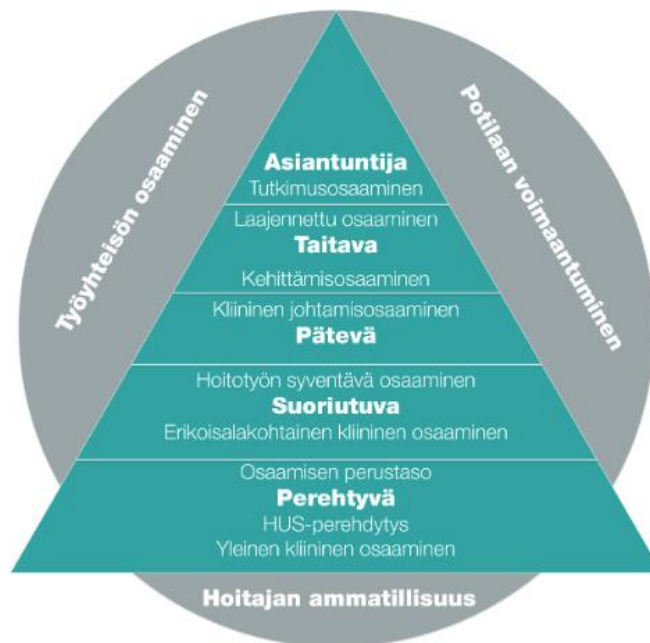 Työyhteisön osaaminen
Potilaan voimaantuminen
Asiantuntija
Tutkimusosaaminen
Laajennettu osaaminen
Taitava
Kehittämisosaaminen
Kliininen johtamisosaaminen
Pätevä
Hoitotyön syventävä osaaminen
Suoriutuva
Erikoisalakohtainen kliininen osaaminen
Osaamisen perustaso
Perehtyvä
HUS-perehdytys
Yleinen kliininen osaaminen
Hoitajan ammatillisuus